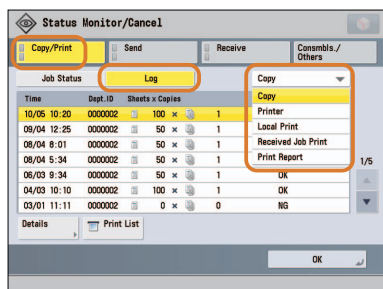 Status Monitor/Cancel
Copy/Print Send Receive Consmbls./
Others
Job Status Log Copy
Time Dept.ID Sheets x Copies Copy
10/05 10:20 0000002 100 × 1 Printer
09/04 12:25 0000002 50 × 1 Local Print
08/04 8:01 0000002 50 × 1 Received Job Print
08/04 5:34 0000002 50 × 1 Print Report 1/5
06/03 9:34 0000002 50 × 1 OK
04/03 10:10 0000002 100 × 1 OK
03/01 11:11 0000002 0 × 0 NG
Details Print List
OK